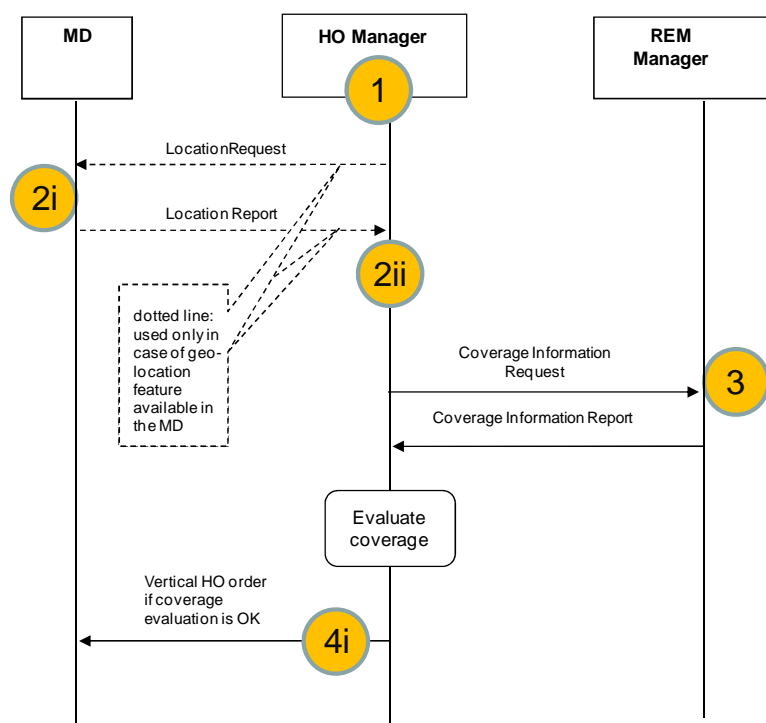 MD
HO Manager
REM
Manager
1
LocationRequest
2i
Location Report
2ii
dotted line:
used only in
case of geo-
location
feature
available in
the MD
Coverage Information
Request
3
Coverage Information Report
Evaluate
coverage
Vertical HO order
if coverage
evaluation is OK
4i